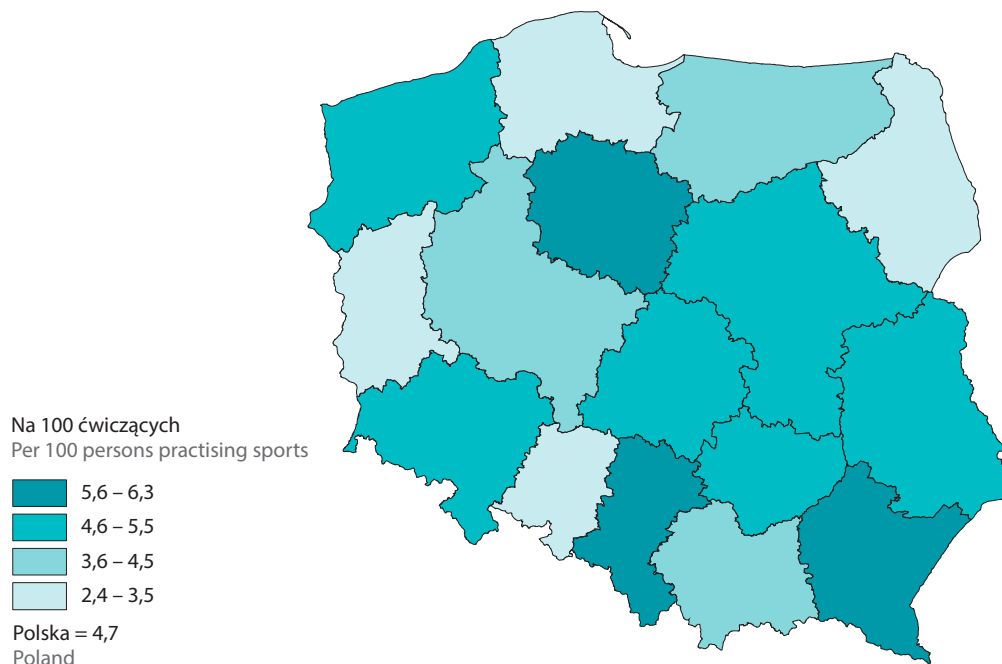 Na 100 ćwiczących
Per 100 persons practising sports
5,6 – 6,3
4,6 – 5,5
3,6 – 4,5
2,4 – 3,5
Polska = 4,7
Poland